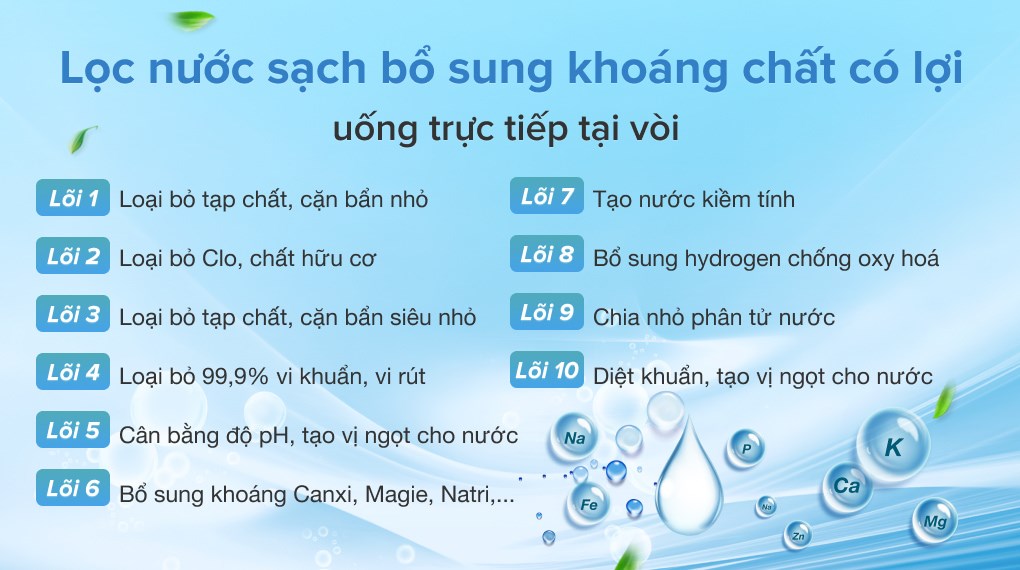 Lọc nước sạch bổ sung khoáng chất có lợi
uống trực tiếp tại vòi
Lõi 1 Loại bỏ tạp chất, cặn bẩn nhỏ
Lõi 2 Loại bỏ Clo, chất hữu cơ
Lõi 3 Loại bỏ tạp chất, cặn bẩn siêu nhỏ
Lõi 4 Loại bỏ 99,9% vi khuẩn, vi rút
Lõi 5 Cân bằng độ pH, tạo vị ngọt cho nước
Lõi 6 Bổ sung khoáng Canxi, Magie, Natri,...
Lõi 7 Tạo nước kiềm tính
Lõi 8 Bổ sung hydrogen chống oxy hoá
Lõi 9 Chia nhỏ phân tử nước
Lõi 10 Diệt khuẩn, tạo vị ngọt cho nước
Na
P
K
Fe
Ca
Na
Zn
Mg